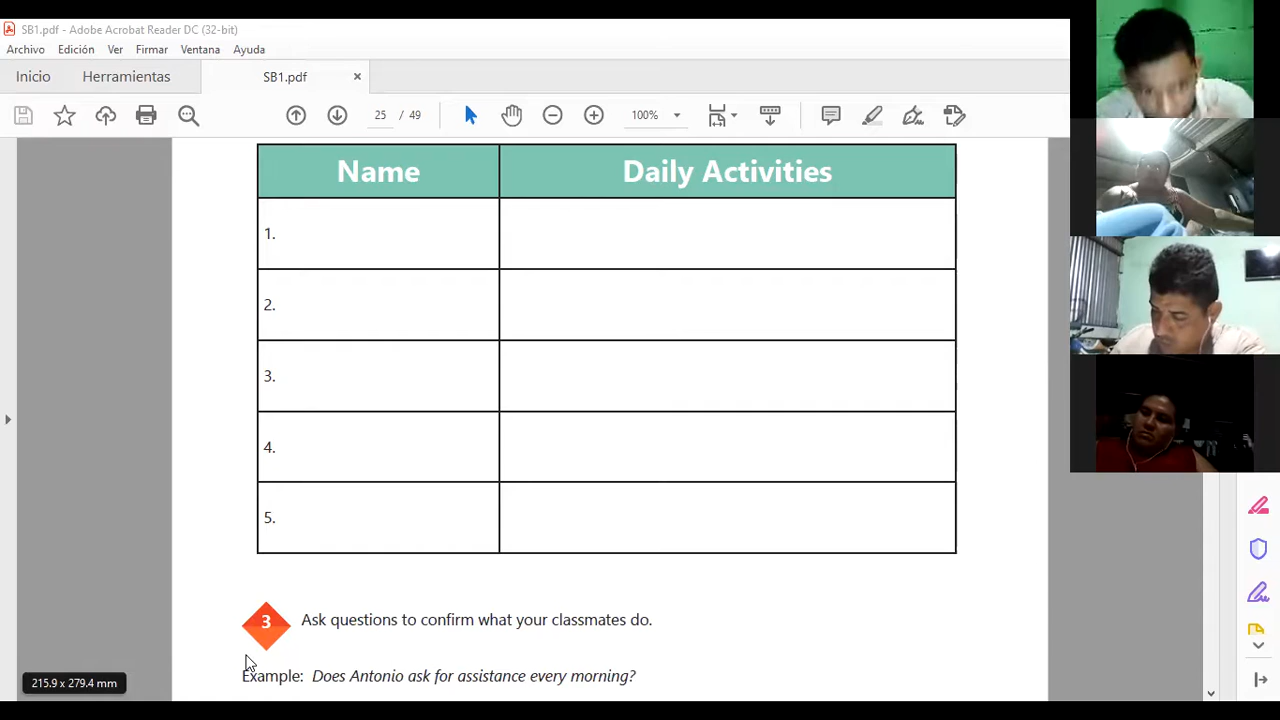 SB1.pdf - Adobe Acrobat Reader DC (32-bit)
Archivo Edición Ver Firmar Ventana Ayuda
Inicio Herramientas SB1.pdf ×
25 / 49 100%
Name Daily Activities
1.
2.
3.
4.
5.
3 Ask questions to confirm what your classmates do.
Example: Does Antonio ask for assistance every morning?
215.9 x 279.4 mm